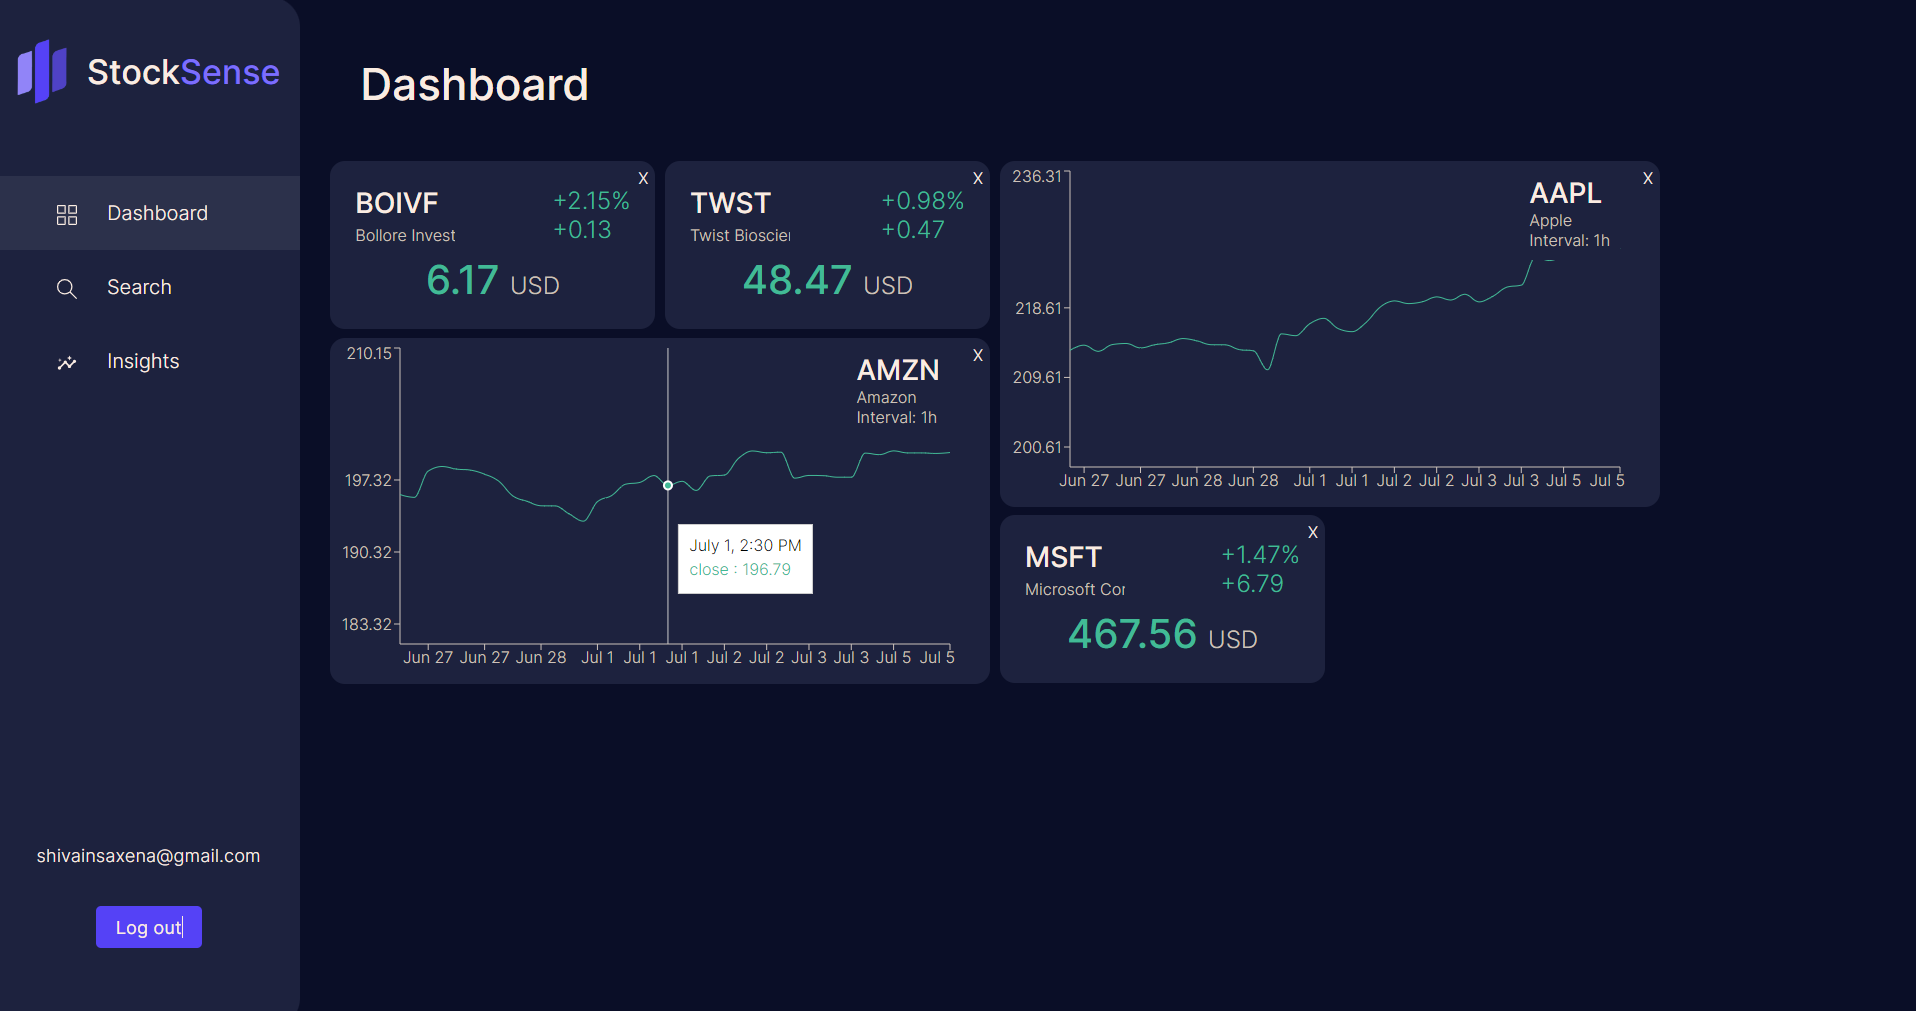 StockSense
Dashboard
Search
Insights
shivainsaxena@gmail.com
Log out
Dashboard
X
BOIVF
+2.15%
Bollore Invest
+0.13
6.17 USD
X
TWST
+0.98%
Twist Bioscie
+0.47
48.47 USD
X
AAPL
Apple
Interval: 1h
236.31
218.61
209.61
200.61
Jun 27 Jun 27 Jun 28 Jun 28 Jul 1 Jul 1 Jul 2 Jul 2 Jul 3 Jul 3 Jul 5 Jul 5
X
AMZN
Amazon
Interval: 1h
210.15
197.32
190.32
183.32
July 1, 2:30 PM
close : 196.79
Jun 27 Jun 27 Jun 28 Jul 1 Jul 1 Jul 1 Jul 2 Jul 2 Jul 3 Jul 3 Jul 5 Jul 5
X
MSFT
+1.47%
Microsoft Cor
+6.79
467.56 USD